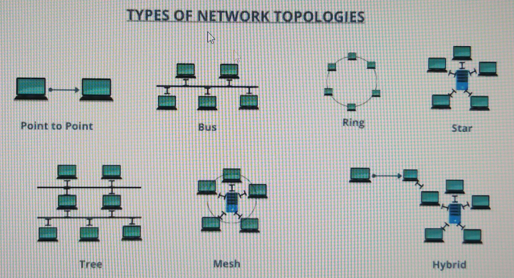 TYPES OF NETWORK TOPOLOGIES
Point to Point
Bus
Ring
Star
Tree
Mesh
Hybrid